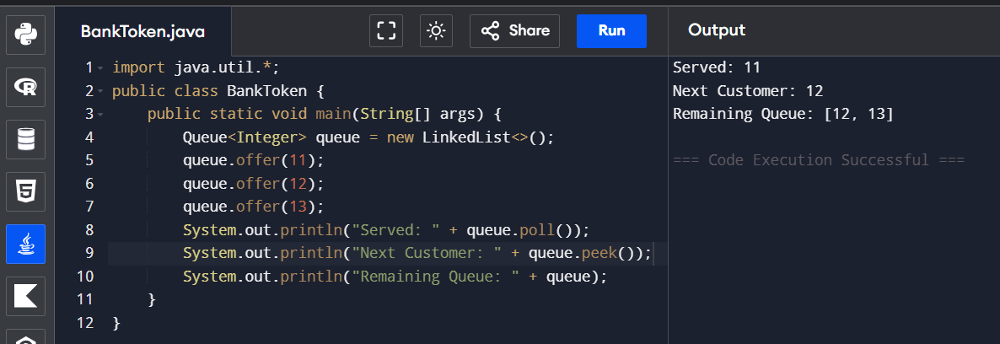 BankToken.java
Share
Run
Output
1 import java.util.*;
2 public class BankToken {
3     public static void main(String[] args) {
4         Queue<Integer> queue = new LinkedList<>();
5         queue.offer(11);
6         queue.offer(12);
7         queue.offer(13);
8         System.out.println("Served: " + queue.poll());
9         System.out.println("Next Customer: " + queue.peek());
10         System.out.println("Remaining Queue: " + queue);
11     }
12 }
Served: 11
Next Customer: 12
Remaining Queue: [12, 13]
=== Code Execution Successful ===